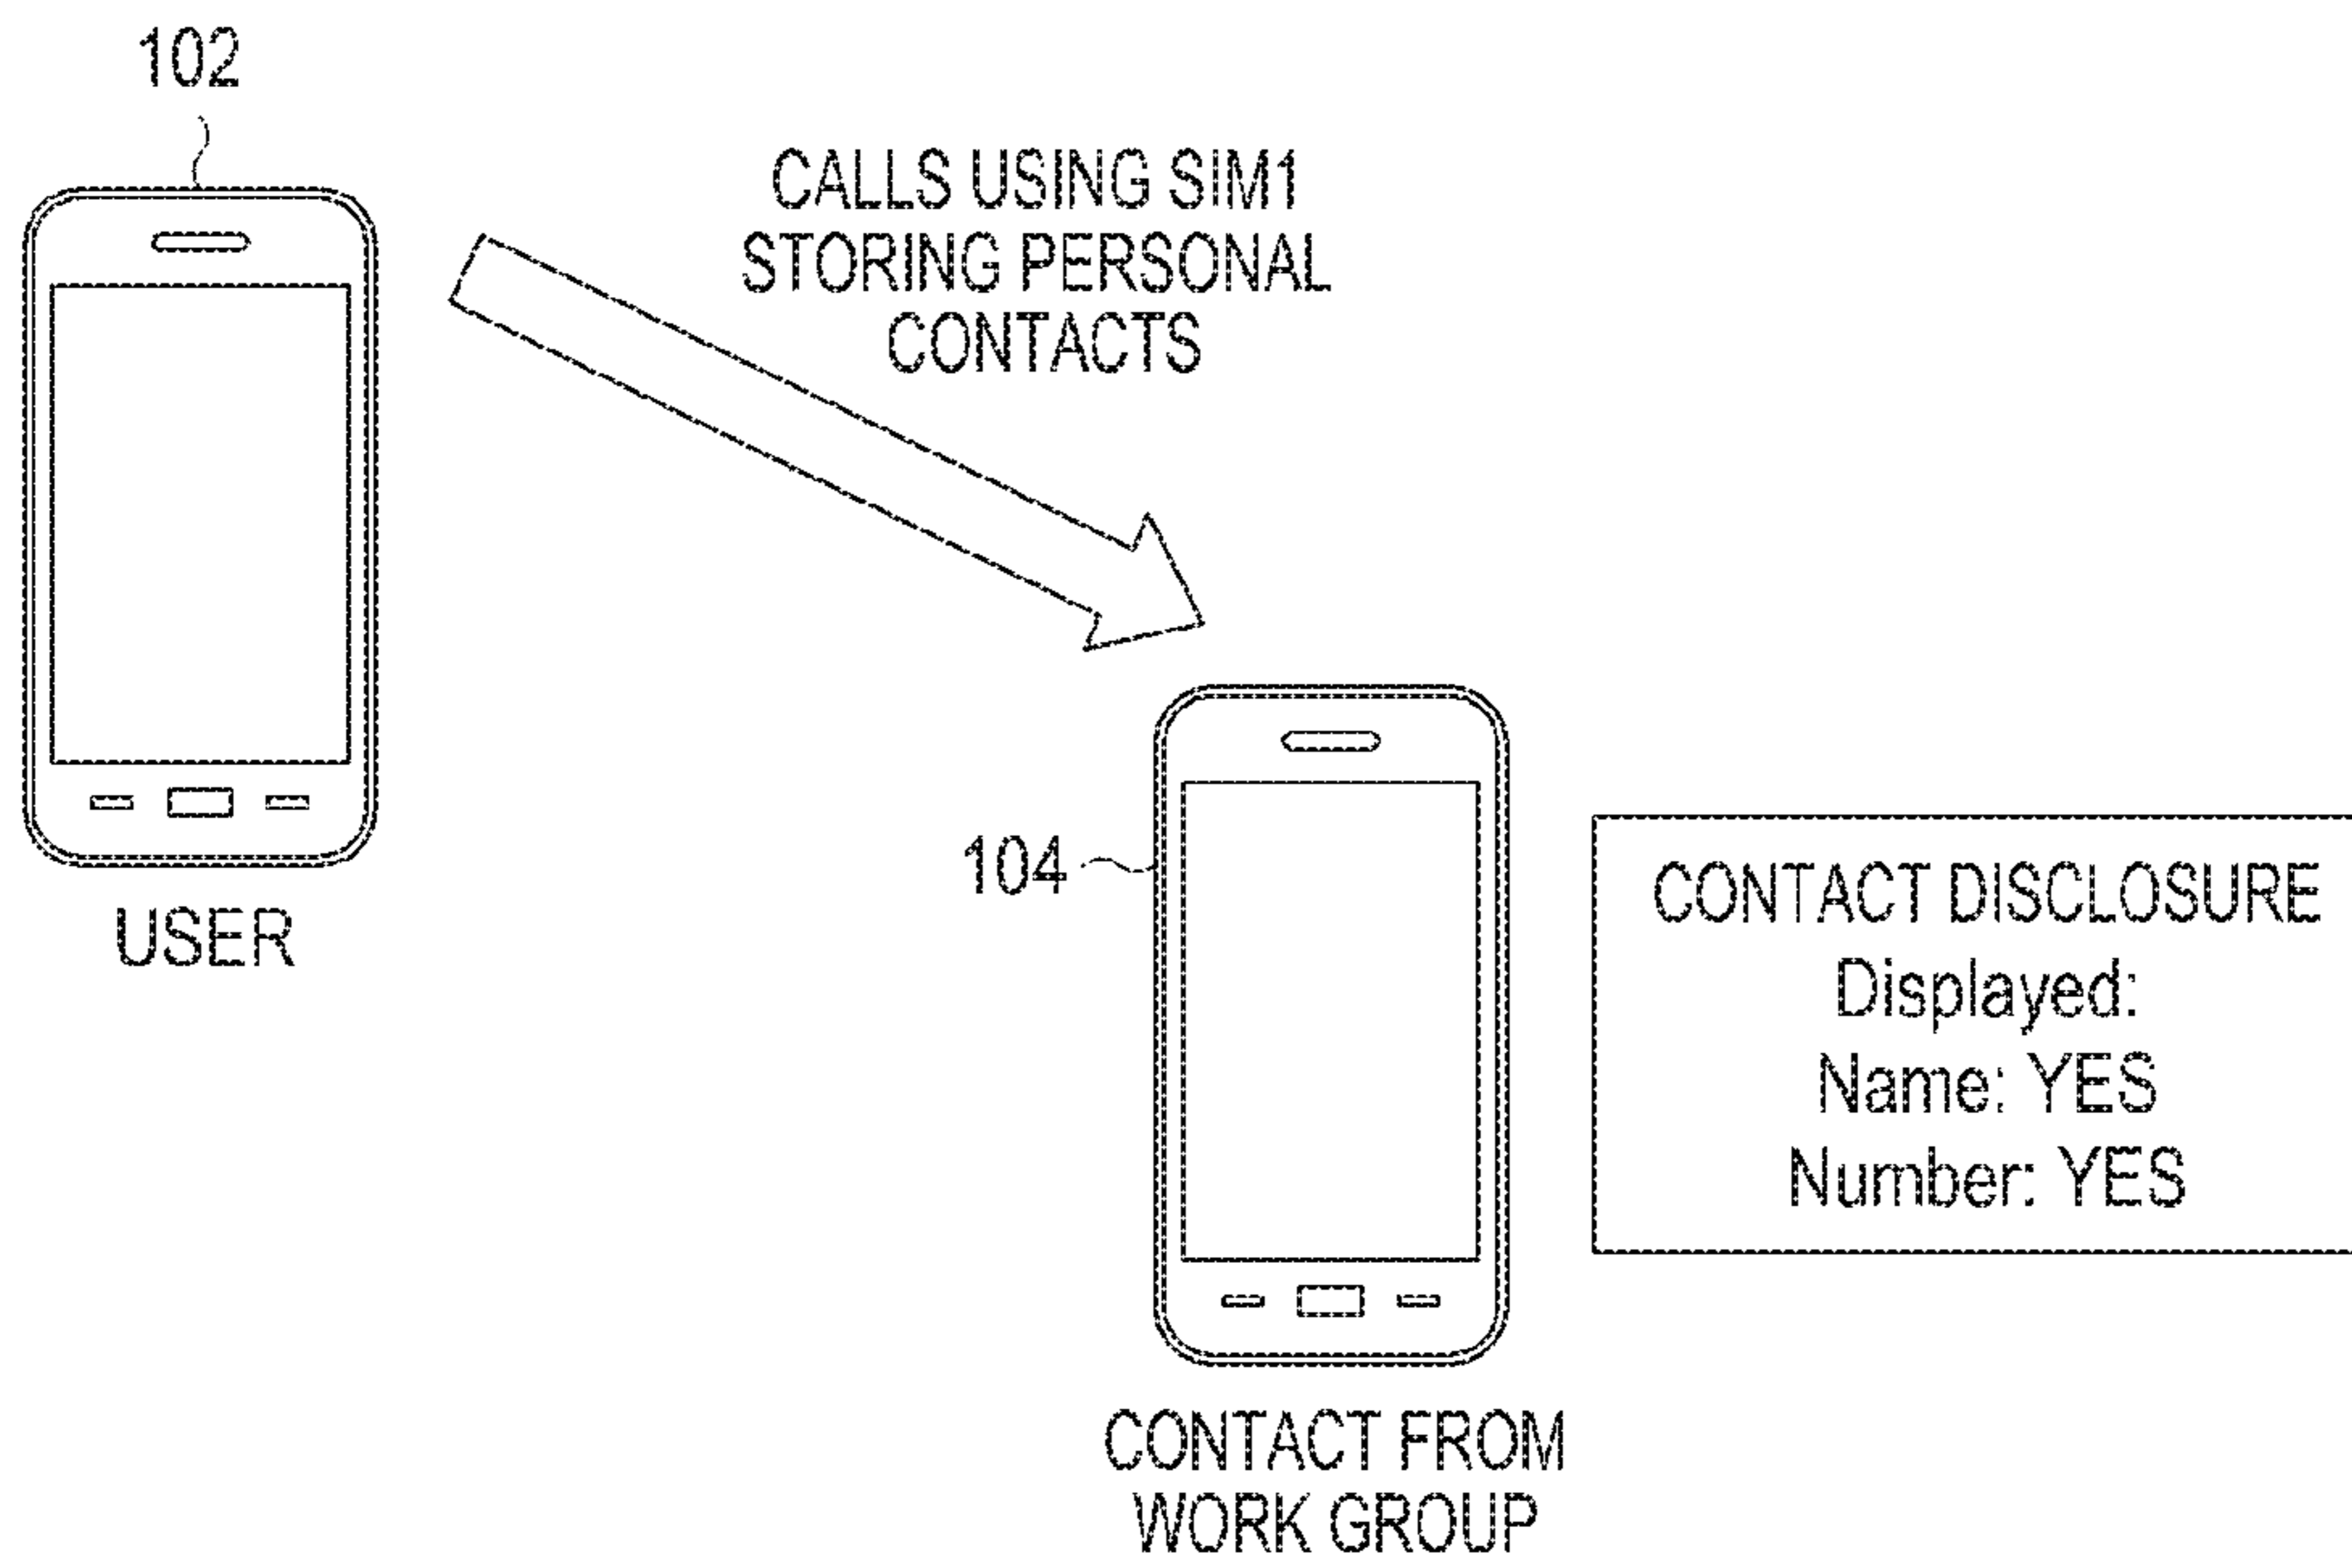 102
CALLS USING SIM1
STORING PERSONAL
CONTACTS
USER
104
CONTACT DISCLOSURE
Displayed:
Name: YES
Number: YES
CONTACT FROM
WORK GROUP